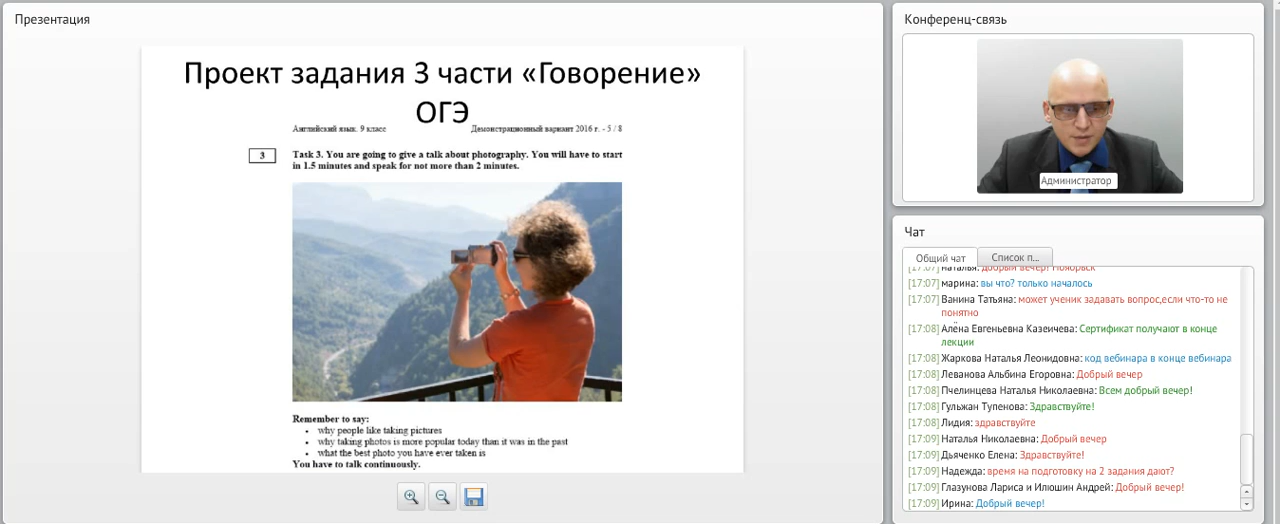 Презентация
Проект задания 3 части «Говорение»
ОГЭ
Английский язык. 9 класс
Демонстрационный вариант 2016 г. - 5 / 8
3
Task 3. You are going to give a talk about photography. You will have to start
in 1.5 minutes and speak for not more than 2 minutes.
Remember to say:
• why people like taking pictures
• why taking photos is more popular today than it was in the past
• what the best photo you have ever taken is
You have to talk continuously.
Конференц-связь
Администратор
Чат
Общий чат
Список п...
[17:07] наталья: добрый вечер! Ноябрьск
[17:07] марина: вы что? только началось
[17:07] Ванина Татьяна: может ученик задавать вопрос,если что-то не
понятно
[17:08] Алёна Евгеньевна Казеичева: Сертификат получают в конце
лекции
[17:08] Жаркова Наталья Леонидовна: код вебинара в конце вебинара
[17:08] Леванова Альбина Егоровна: Добрый вечер
[17:08] Пчелинцева Наталья Николаевна: Всем добрый вечер!
[17:08] Гульжан Тупенова: Здравствуйте!
[17:08] Лидия: здравствуйте
[17:09] Наталья Николаевна: Добрый вечер
[17:09] Дьяченко Елена: Здравствуйте!
[17:09] Надежда: время на подготовку на 2 задания дают?
[17:09] Глазунова Лариса и Илюшин Андрей: Добрый вечер!
[17:09] Ирина: Добрый вечер!